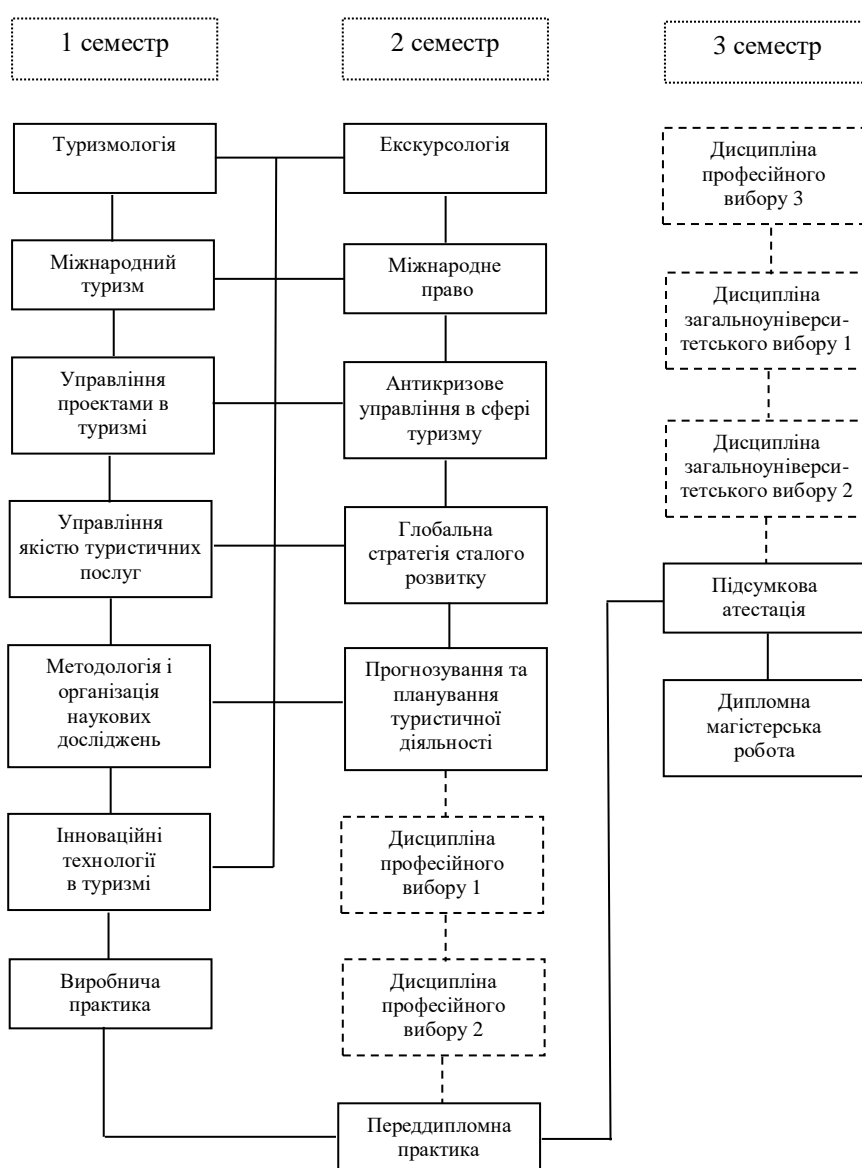 1 семестр
2 семестр
3 семестр
Туризмологія
Міжнародний
туризм
Управління
проектами в
туризмі
Управління
якістю туристичних
послуг
Методологія і
організація
наукових
досліджень
Інноваційні
технології
в туризмі
Виробнича
практика
Екскурсологія
Міжнародне
право
Антикризове
управління в сфері
туризму
Глобальна
стратегія сталого
розвитку
Прогнозування та
планування
туристичної
діяльності
Дисципліна
професійного
вибору 1
Дисципліна
професійного
вибору 2
Переддипломна
практика
Дисципліна
професійного
вибору 3
Дисципліна
загальноуніверси-
тетського вибору 1
Дисципліна
загальноуніверси-
тетського вибору 2
Підсумкова
атестація
Дипломна
магістерська
робота